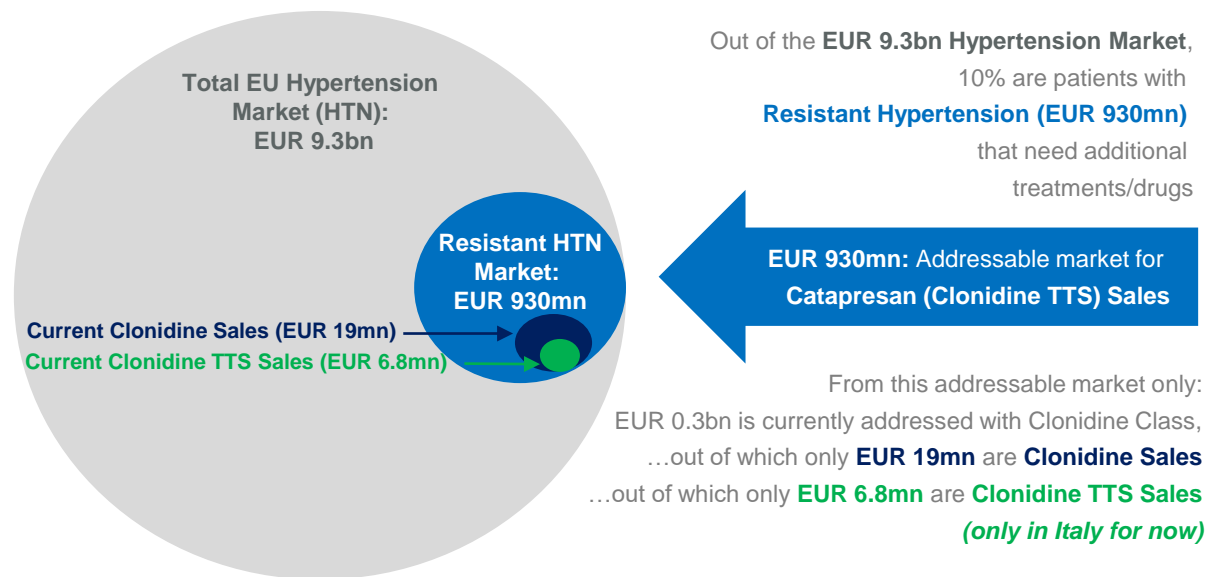 Total EU Hypertension
Market (HTN):
EUR 9.3bn
Resistant HTN
Market:
EUR 930mn
Current Clonidine Sales (EUR 19mn)
Current Clonidine TTS Sales (EUR 6.8mn)
Out of the EUR 9.3bn Hypertension Market,
10% are patients with
Resistant Hypertension (EUR 930mn)
that need additional
treatments/drugs
EUR 930mn: Addressable market for
Catapresan (Clonidine TTS) Sales
From this addressable market only:
EUR 0.3bn is currently addressed with Clonidine Class,
…out of which only EUR 19mn are Clonidine Sales
…out of which only EUR 6.8mn are Clonidine TTS Sales
(only in Italy for now)